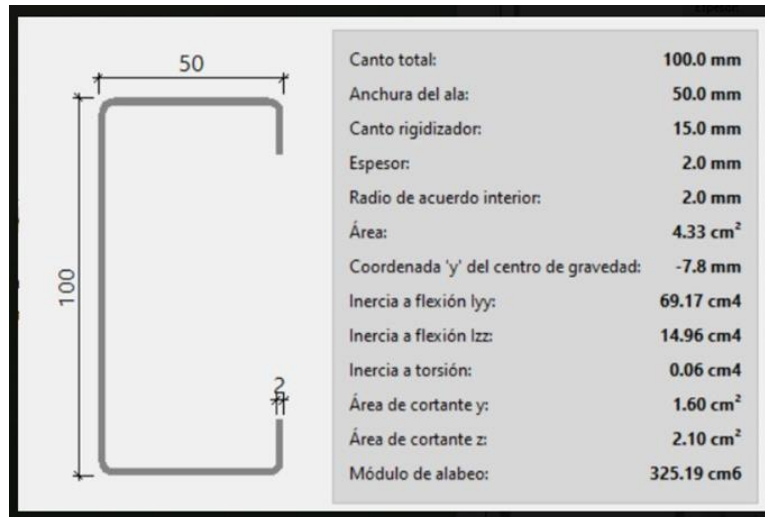 50
100
2
Canto total: 100.0 mm
Anchura del ala: 50.0 mm
Canto rigidizador: 15.0 mm
Espesor: 2.0 mm
Radio de acuerdo interior: 2.0 mm
Área: 4.33 cm²
Coordenada 'y' del centro de gravedad: -7.8 mm
Inercia a flexión Iyy: 69.17 cm4
Inercia a flexión Izz: 14.96 cm4
Inercia a torsión: 0.06 cm4
Área de cortante y: 1.60 cm²
Área de cortante z: 2.10 cm²
Módulo de alabeo: 325.19 cm6